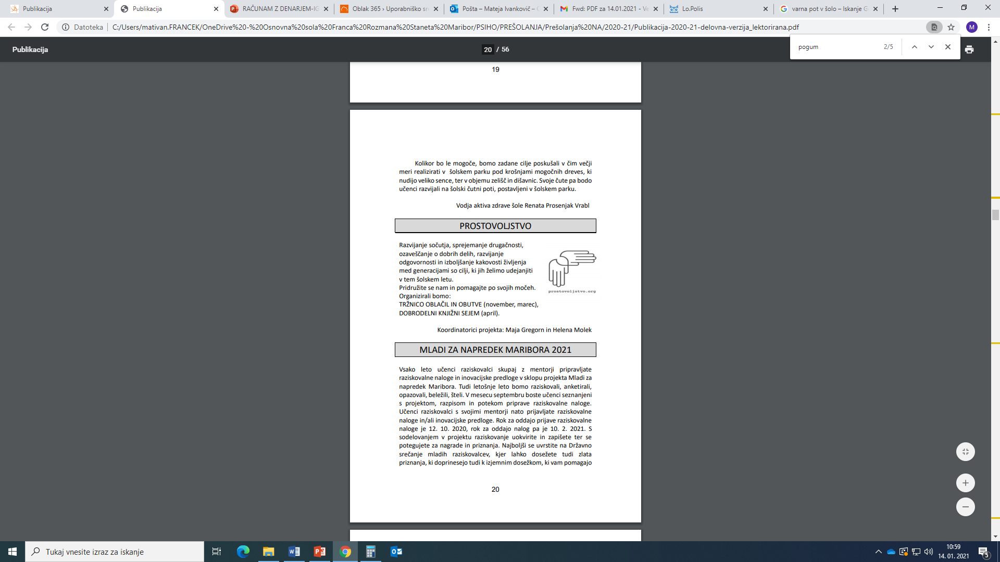 Publikacija
Publikacija
RAČUNAM Z DENARJEM-IG
Oblak 365 › Uporabniško sr
Pošta – Mateja Ivankovič – O
Fwd: PDF za 14.01.2021 - Ve
Lo.Polis
varna pot v šolo – Iskanje G
Datoteka
C:/Users/mativan.FRANCEK/OneDrive%20-%20Osnovna%20sola%20Franca%20Rozmana%20Staneta%20Maribor/PSIHO/PREŠOLANJA/Prešolanja%20NA/2020-21/Publikacija-2020-21-delovna-verzija_lektorirana.pdf
M
Publikacija
20 / 56
pogum
2/5
19
Kolikor bo le mogoče, bomo zadane cilje poskušali v čim večji
meri realizirati v šolskem parku pod krošnjami mogočnih dreves, ki
nudijo veliko sence, ter v objemu zelišč in dišavnic. Svoje čute pa bodo
učenci razvijali na šolski čutni poti, postavljeni v šolskem parku.
Vodja aktiva zdrave šole Renata Prosenjak Vrabl
PROSTOVOLJSTVO
Razvijanje sočutja, sprejemanje drugačnosti,
ozaveščanje o dobrih delih, razvijanje
odgovornosti in izboljšanje kakovosti življenja
med generacijami so cilji, ki jih želimo udejanjiti
v tem šolskem letu.
Pridružite se nam in pomagajte po svojih močeh.
Organizirali bomo:
TRŽNICO OBLAČIL IN OBUTVE (november, marec),
DOBRODELNI KNJIŽNI SEJEM (april).
prostovoljstvo.org
Koordinatorici projekta: Maja Gregorn in Helena Molek
MLADI ZA NAPREDEK MARIBORA 2021
Vsako leto učenci raziskovalci skupaj z mentorji pripravljate
raziskovalne naloge in inovacijske predloge v sklopu projekta Mladi za
napredek Maribora. Tudi letošnje leto bomo raziskovali, anketirali,
opazovali, beležili, šteli. V mesecu septembru boste učenci seznanjeni
s projektom, razpisom in potekom priprave raziskovalne naloge.
Učenci raziskovalci s svojimi mentorji nato prijavljate raziskovalne
naloge in/ali inovacijske predloge. Rok za oddajo prijave raziskovalne
naloge je 12. 10. 2020, rok za oddajo nalog pa je 10. 2. 2021. S
sodelovanjem v projektu raziskovanje uokvirite in zapišete ter se
potegujete za nagrade in priznanja. Najboljši se uvrstite na Državno
srečanje mladih raziskovalcev, kjer lahko dosežete tudi zlata
priznanja, ki doprinesejo tudi k izjemnim dosežkom, ki vam pomagajo
20
Tukaj vnesite izraz za iskanje
10:59
14. 01. 2021
5